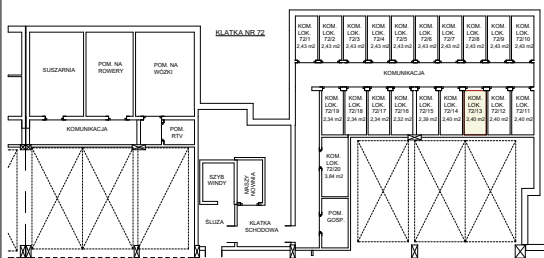 KLATKA NR 72
SUSZARNIA
POM. NA
ROWERY
POM. NA
WÓZKI
KOMUNIKACJA
POM.
RTV
SZYB
WINDY
MASZY
NOWNIA
ŚLUZA
KLATKA
SCHODOWA
KOM.
LOK.
72/1
2,43 m2
KOM.
LOK.
72/2
2,43 m2
KOM.
LOK.
72/3
2,43 m2
KOM.
LOK.
72/4
2,43 m2
KOM.
LOK.
72/5
2,43 m2
KOM.
LOK.
72/6
2,43 m2
KOM.
LOK.
72/7
2,43 m2
KOM.
LOK.
72/8
2,43 m2
KOM.
LOK.
72/9
2,43 m2
KOM.
LOK.
72/10
2,43 m2
KOMUNIKACJA
KOM.
LOK.
72/19
2,34 m2
KOM.
LOK.
72/18
2,34 m2
KOM.
LOK.
72/17
2,34 m2
KOM.
LOK.
72/16
2,32 m2
KOM.
LOK.
72/15
2,39 m2
KOM.
LOK.
72/14
2,40 m2
KOM.
LOK.
72/13
2,40 m2
KOM.
LOK.
72/12
2,40 m2
KOM.
LOK.
72/11
2,40 m2
KOM.
LOK.
72/20
3,84 m2
POM.
GOSP.